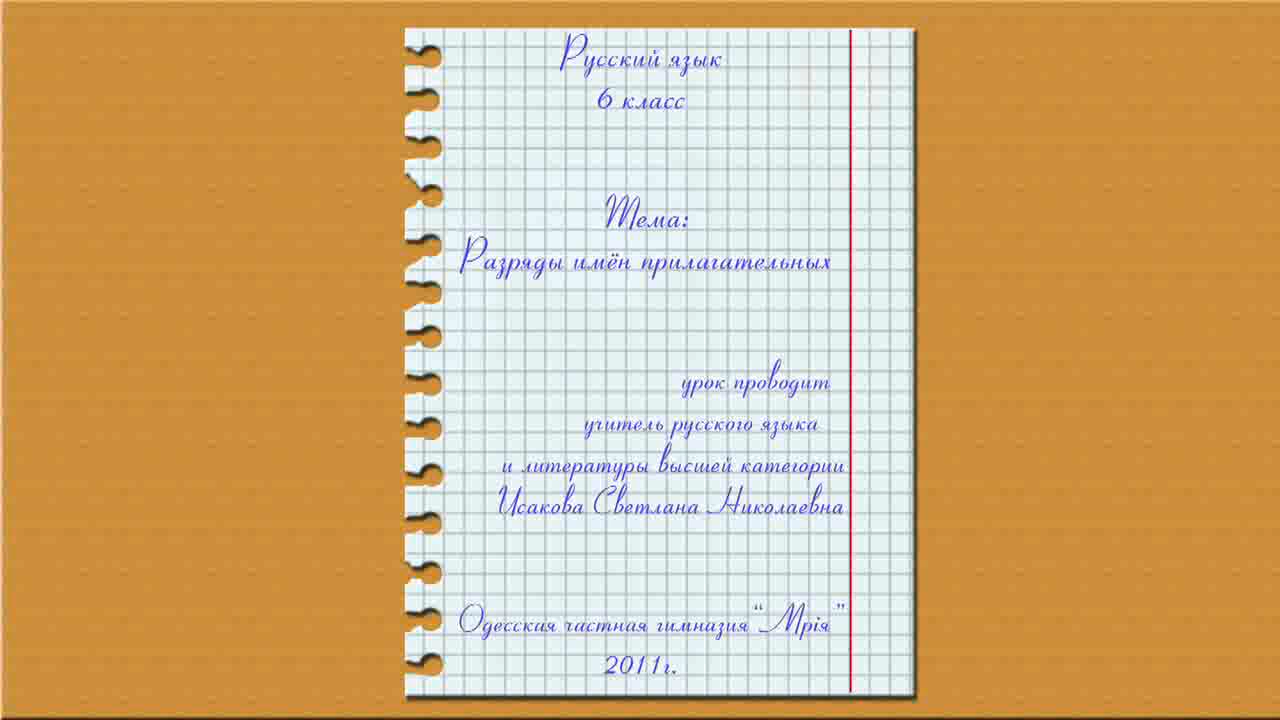 Русский язык
6 класс
Тема:
Разряды имён прилагательных
урок проводит
учитель русского языка
и литературы высшей категории
Исакова Светлана Николаевна
Одесская частная гимназия “Мрія”
2011г.